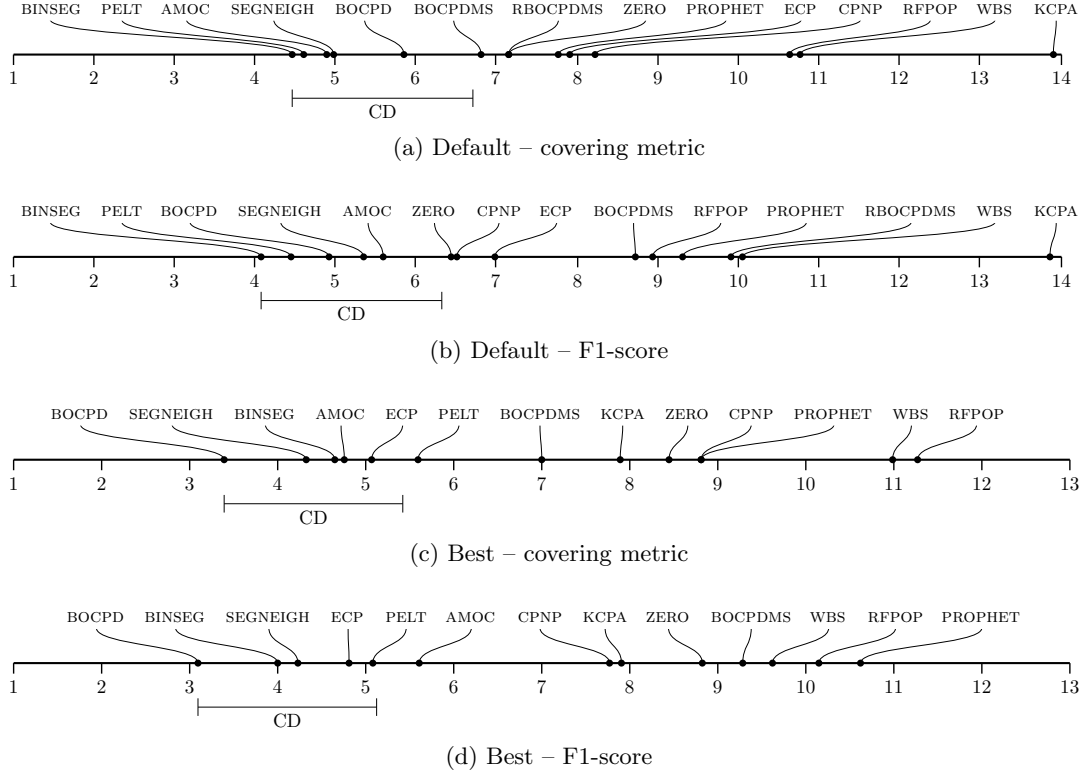 BINSEG PELT AMOC SEGNEIGH BOCPD BOCPDMS RBOCPDMS ZERO PROPHET ECP CPNP RFPOP WBS KCPA
1 2 3 4 5 6 7 8 9 10 11 12 13 14
CD
(a) Default – covering metric
BINSEG PELT BOCPD SEGNEIGH AMOC ZERO CPNP ECP BOCPDMS RFPOP PROPHET RBOCPDMS WBS KCPA
1 2 3 4 5 6 7 8 9 10 11 12 13 14
CD
(b) Default – F1-score
BOCPD SEGNEIGH BINSEG AMOC ECP PELT BOCPDMS KCPA ZERO CPNP PROPHET WBS RFPOP
1 2 3 4 5 6 7 8 9 10 11 12 13
CD
(c) Best – covering metric
BOCPD BINSEG SEGNEIGH ECP PELT AMOC CPNP KCPA ZERO BOCPDMS WBS RFPOP PROPHET
1 2 3 4 5 6 7 8 9 10 11 12 13
CD
(d) Best – F1-score